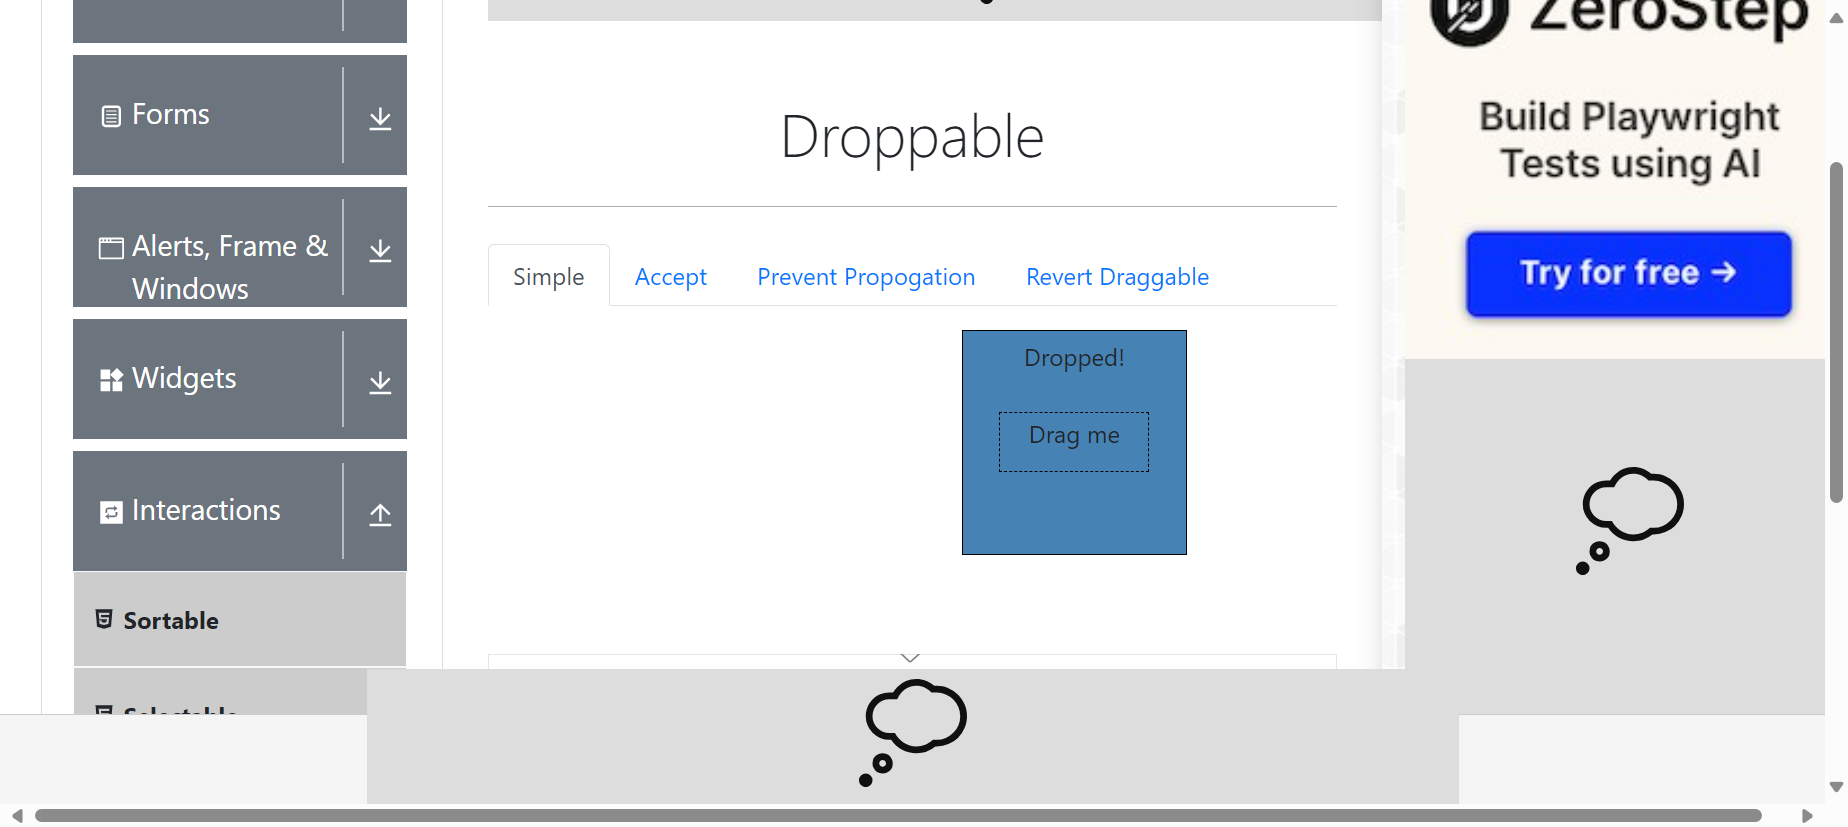 Forms
Alerts, Frame &
Windows
Widgets
Interactions
Sortable
Selectable
Droppable
Simple
Accept
Prevent Propogation
Revert Draggable
Dropped!
Drag me
ZeroStep
Build Playwright
Tests using AI
Try for free →